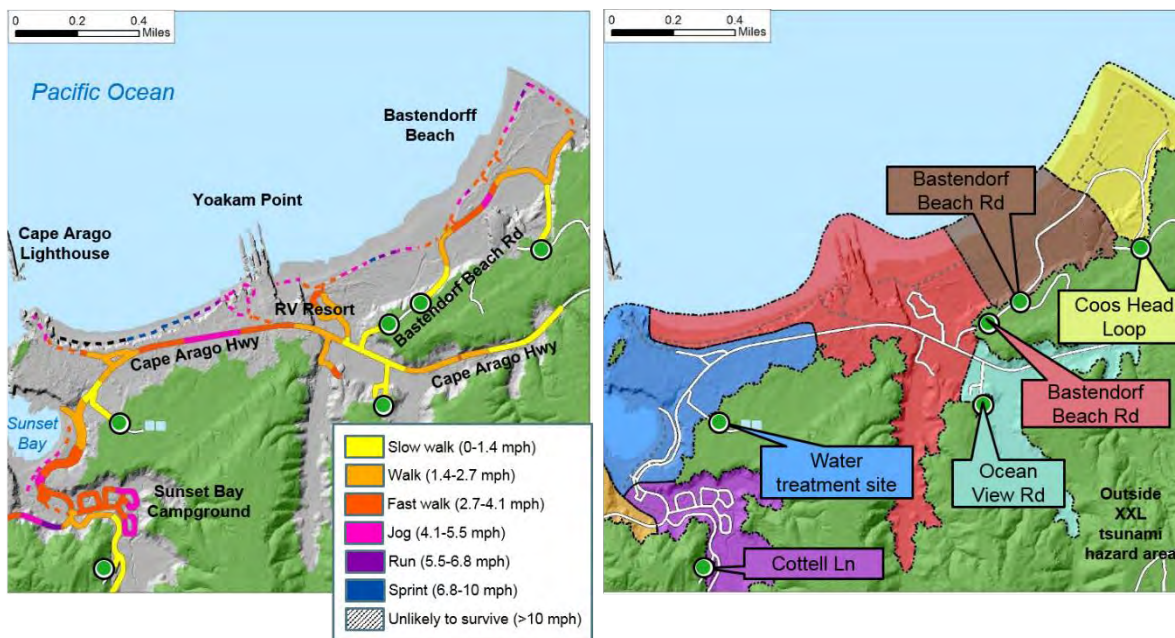 0 0.2 0.4
Miles
Pacific Ocean
Bastendorff
Beach
Yoakam Point
Cape Arago
Lighthouse
RV Resort
Bastendorf Beach Rd
Cape Arago Hwy
Cape Arago Hwy
Sunset
Bay
Sunset Bay
Campground
Slow walk (0-1.4 mph)
Walk (1.4-2.7 mph)
Fast walk (2.7-4.1 mph)
Jog (4.1-5.5 mph)
Run (5.5-6.8 mph)
Sprint (6.8-10 mph)
Unlikely to survive (>10 mph)
0 0.2 0.4
Miles
Bastendorf
Beach Rd
Coos Head
Loop
Bastendorf
Beach Rd
Water
treatment site
Ocean
View Rd
Outside
XXL
tsunami
hazard area
Cottell Ln